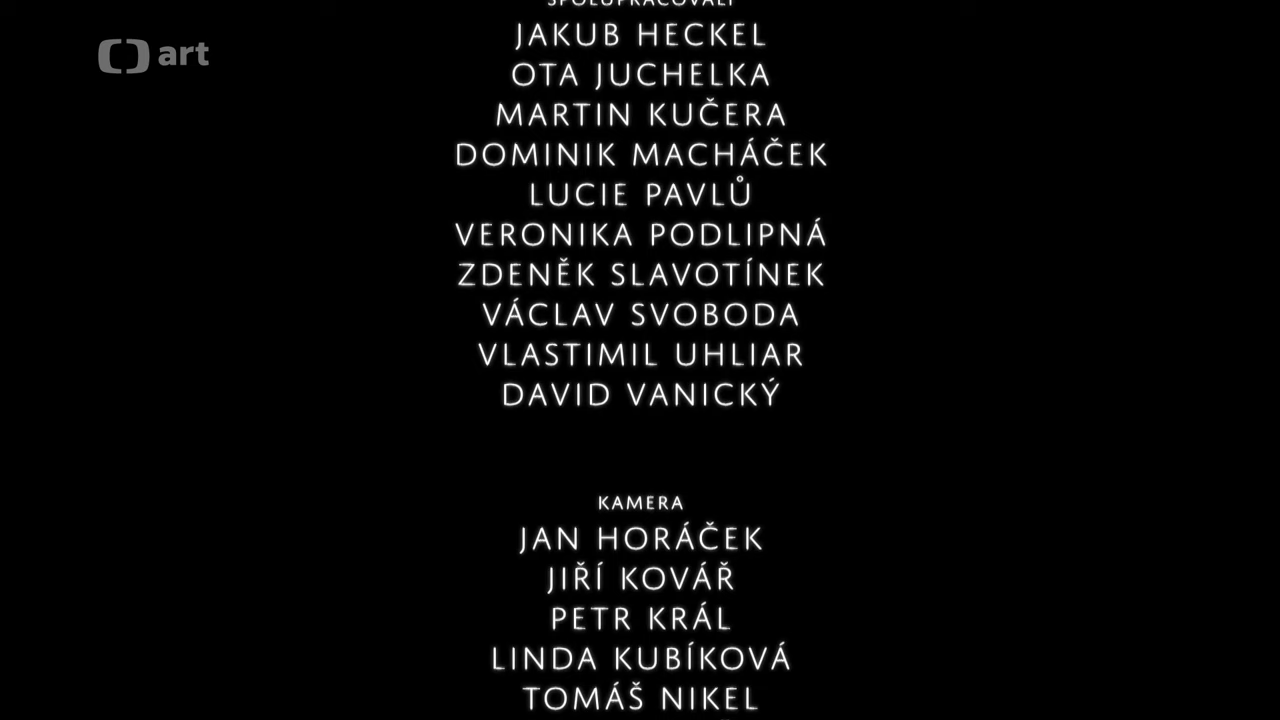 SPOLUPRACOVALI
art
JAKUB HECKEL
OTA JUCHELKA
MARTIN KUČERA
DOMINIK MACHÁČEK
LUCIE PAVLŮ
VERONIKA PODLIPNÁ
ZDENĚK SLAVOTÍNEK
VÁCLAV SVOBODA
VLASTIMIL UHLIAR
DAVID VANICKÝ
KAMERA
JAN HORÁČEK
JIŘÍ KOVÁŘ
PETR KRÁL
LINDA KUBÍKOVÁ
TOMÁŠ NIKEL